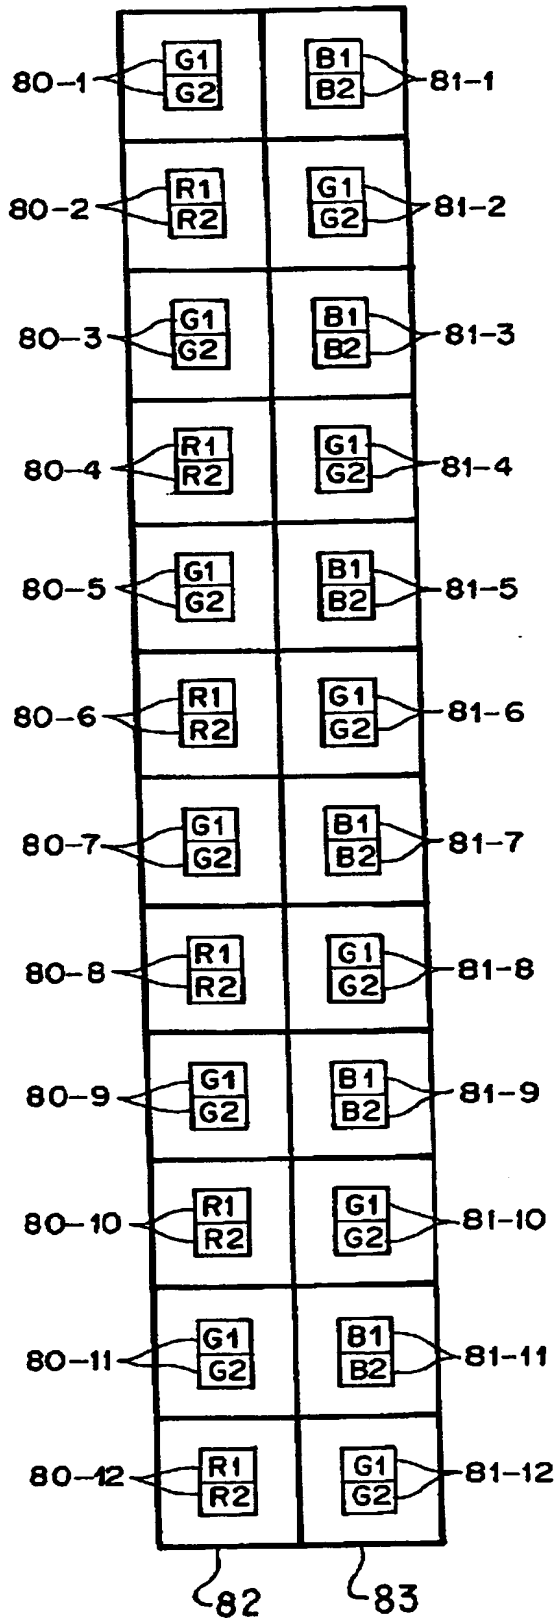 80-1 G1 B1 81-1
G2 B2
80-2 R1 G1 81-2
R2 G2
80-3 G1 B1 81-3
G2 B2
80-4 R1 G1 81-4
R2 G2
80-5 G1 B1 81-5
G2 B2
80-6 R1 G1 81-6
R2 G2
80-7 G1 B1 81-7
G2 B2
80-8 R1 G1 81-8
R2 G2
80-9 G1 B1 81-9
G2 B2
80-10 R1 G1 81-10
R2 G2
80-11 G1 B1 81-11
G2 B2
80-12 R1 G1 81-12
R2 G2
82 83